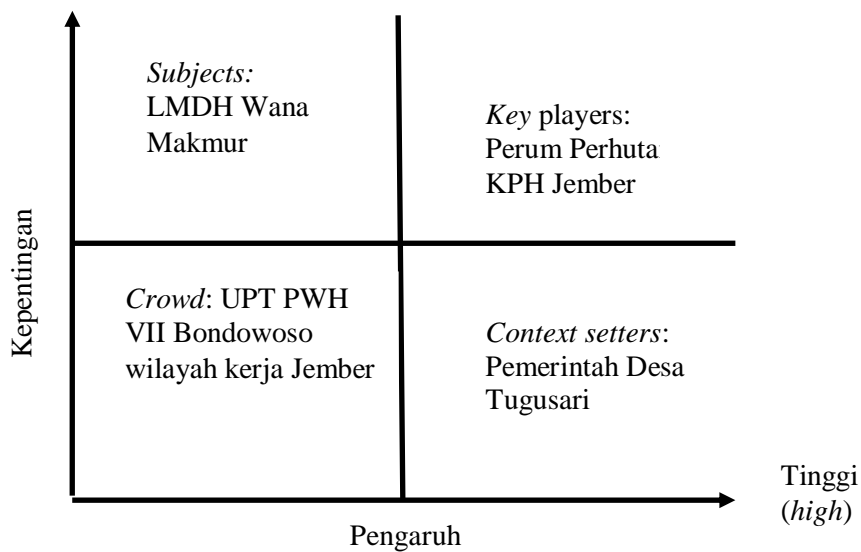 Subjects:
LMDH Wana
Makmur
Key players:
Perum Perhuta
KPH Jember
Kepentingan
Crowd: UPT PWH
VII Bondowoso
wilayah kerja Jember
Context setters:
Pemerintah Desa
Tugusari
Tinggi
(high)
Pengaruh